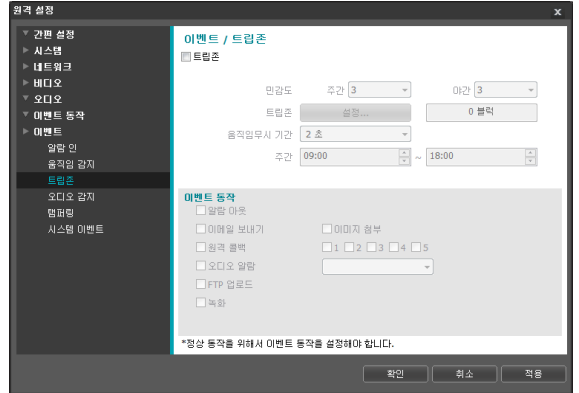 원격 설정
x
간편 설정
시스템
네트워크
비디오
오디오
이벤트 동작
이벤트
알람 인
움직임 감지
트립존
오디오 감지
탬퍼링
시스템 이벤트
이벤트 / 트립존
트립존
민감도 주간 3 야간 3
트립존 설정... 0 블럭
움직임무시 기간 2 초
주간 09:00 ~ 18:00
이벤트 동작
알람 아웃
이메일 보내기 이미지 첨부
원격 콜백 1 2 3 4 5
오디오 알람
FTP 업로드
녹화
*정상 동작을 위해서 이벤트 동작을 설정해야 합니다.
확인 취소 적용